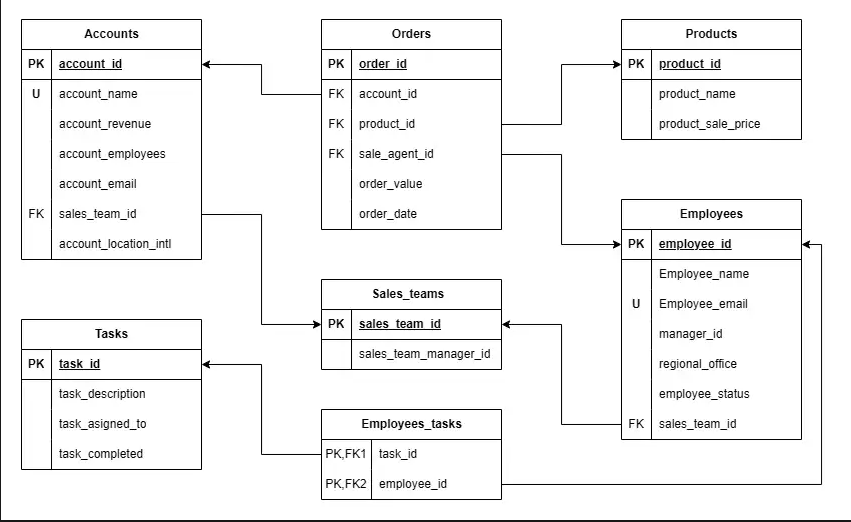 Accounts
PK account_id
U account_name
account_revenue
account_employees
account_email
FK sales_team_id
account_location_intl
Orders
PK order_id
FK account_id
FK product_id
FK sale_agent_id
order_value
order_date
Products
PK product_id
product_name
product_sale_price
Employees
PK employee_id
Employee_name
U Employee_email
manager_id
regional_office
employee_status
FK sales_team_id
Sales_teams
PK sales_team_id
sales_team_manager_id
Tasks
PK task_id
task_description
task_asigned_to
task_completed
Employees_tasks
PK,FK1 task_id
PK,FK2 employee_id